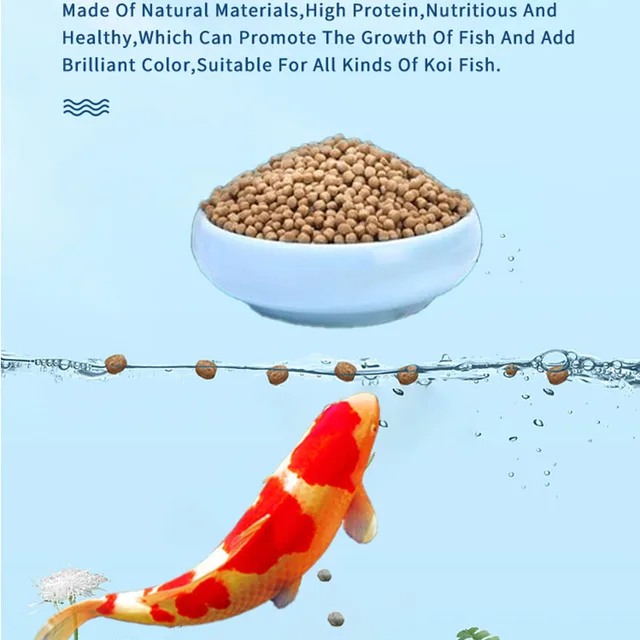 Made Of Natural Materials,High Protein,Nutritious And
Healthy,Which Can Promote The Growth Of Fish And Add
Brilliant Color,Suitable For All Kinds Of Koi Fish.